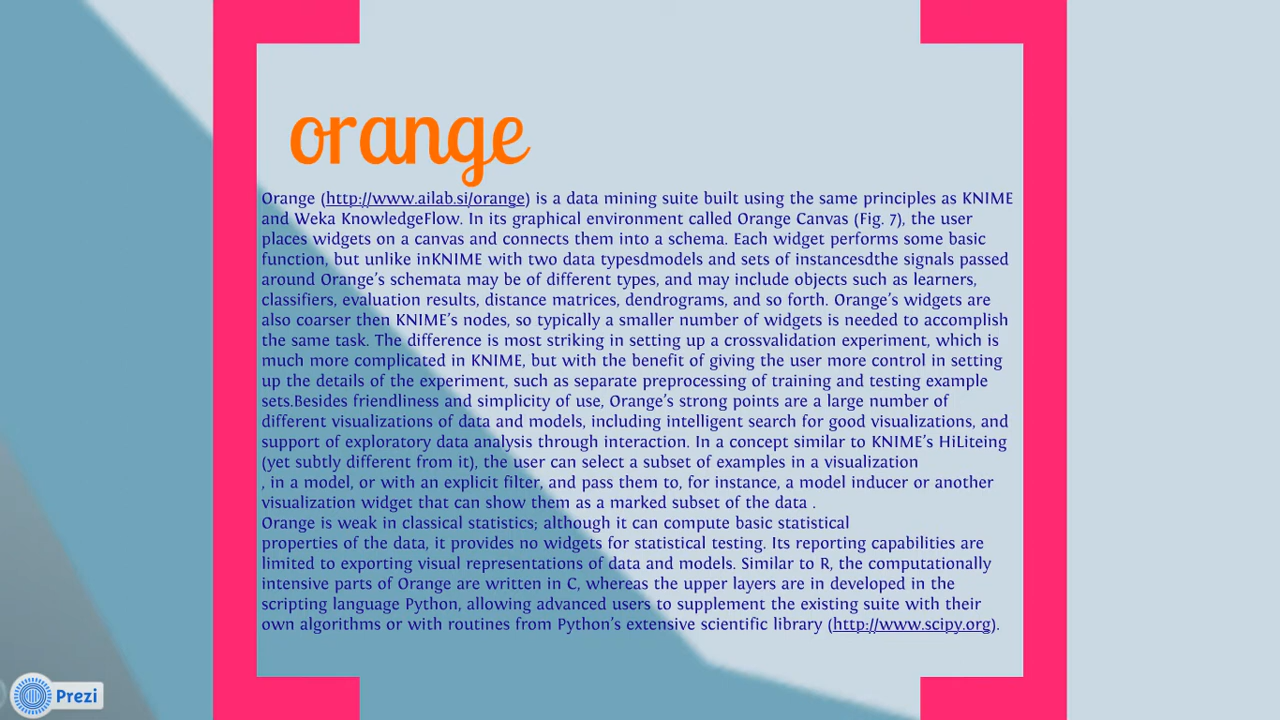 orange
Orange (http://www.ailab.si/orange) is a data mining suite built using the same principles as KNIME
and Weka KnowledgeFlow. In its graphical environment called Orange Canvas (Fig. 7), the user
places widgets on a canvas and connects them into a schema. Each widget performs some basic
function, but unlike inKNIME with two data typesdmodels and sets of instancesdthe signals passed
around Orange's schemata may be of different types, and may include objects such as learners,
classifiers, evaluation results, distance matrices, dendrograms, and so forth. Orange's widgets are
also coarser then KNIME's nodes, so typically a smaller number of widgets is needed to accomplish
the same task. The difference is most striking in setting up a crossvalidation experiment, which is
much more complicated in KNIME, but with the benefit of giving the user more control in setting
up the details of the experiment, such as separate preprocessing of training and testing example
sets.Besides friendliness and simplicity of use, Orange's strong points are a large number of
different visualizations of data and models, including intelligent search for good visualizations, and
support of exploratory data analysis through interaction. In a concept similar to KNIME's HiLiteing
(yet subtly different from it), the user can select a subset of examples in a visualization
, in a model, or with an explicit filter, and pass them to, for instance, a model inducer or another
visualization widget that can show them as a marked subset of the data .
Orange is weak in classical statistics; although it can compute basic statistical
properties of the data, it provides no widgets for statistical testing. Its reporting capabilities are
limited to exporting visual representations of data and models. Similar to R, the computationally
intensive parts of Orange are written in C, whereas the upper layers are in developed in the
scripting language Python, allowing advanced users to supplement the existing suite with their
own algorithms or with routines from Python's extensive scientific library (http://www.scipy.org).
Prezi